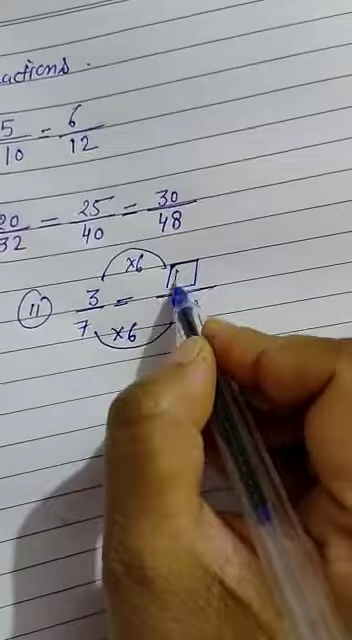 actions.
5/10 = 6/12
20/32 = 25/40 = 30/48
×6
(ii) 3/7 =
×6